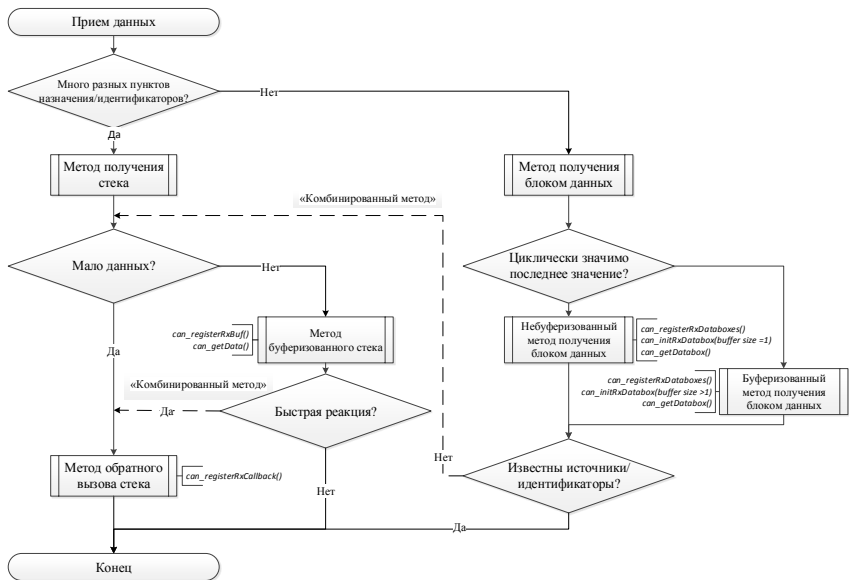 Прием данных
Много разных пунктов
назначения/идентификаторов?
Нет
Да
Метод получения
стека
Метод получения
блоком данных
«Комбинированный метод»
Мало данных?
Нет
Циклически значимо
последнее значение?
can_registerRxBuf()
can_getData()
Метод
буферизованного стека
Небуферизованный
метод получения
блоком данных
can_registerRxDataboxes()
can_initRxDatabox(buffer size =1)
can_getDatabox()
Да
«Комбинированный метод»
Да
Быстрая реакция?
can_registerRxDataboxes()
can_initRxDatabox(buffer size >1)
can_getDatabox()
Буферизованный
метод получения
блоком данных
Метод обратного
вызова стека
can_registerRxCallback()
Нет
Нет
Известны источники/
идентификаторы?
Да
Конец